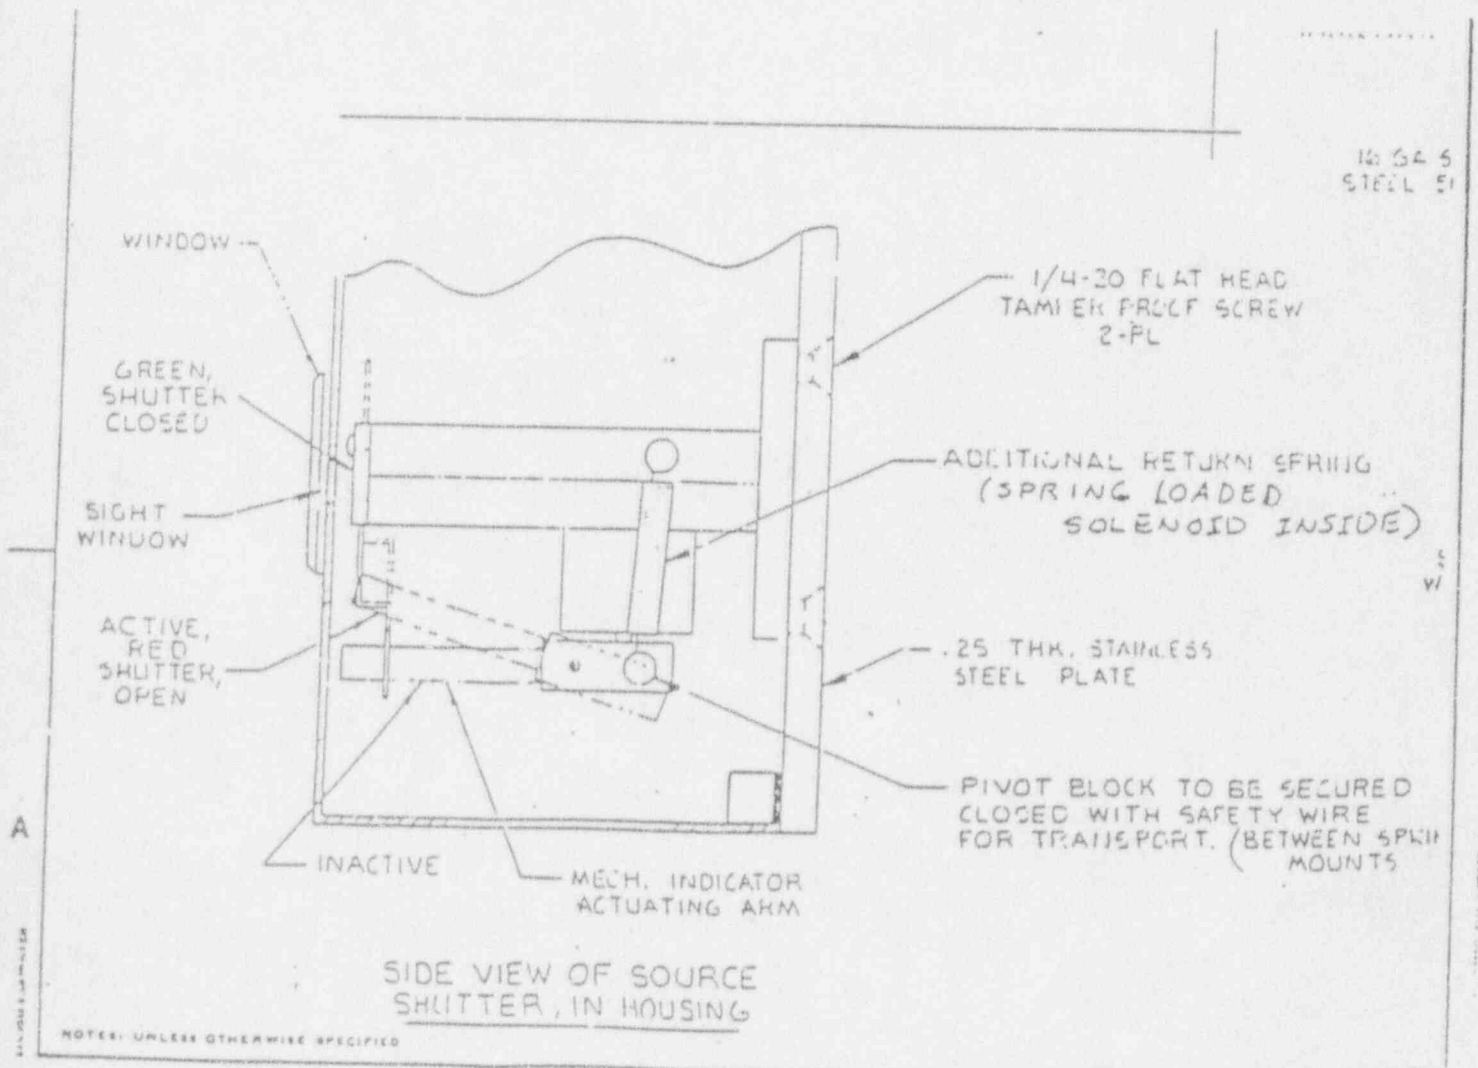 STEEL
WINDOW
1/4-20 FLAT HEAD
TAMPER PROOF SCREW
2-PL
GREEN,
SHUTTER
CLOSED
ADDITIONAL RETURN SPRING
(SPRING LOADED
SOLENOID INSIDE)
SIGHT
WINDOW
W
ACTIVE,
RED
SHUTTER,
OPEN
.25 THK. STAINLESS
STEEL PLATE
PIVOT BLOCK TO BE SECURED
CLOSED WITH SAFETY WIRE
FOR TRANSPORT. (BETWEEN
MOUNTS
A
INACTIVE
MECH. INDICATOR
ACTUATING ARM
SIDE VIEW OF SOURCE
SHUTTER, IN HOUSING
NOTES: UNLESS OTHERWISE SPECIFIED